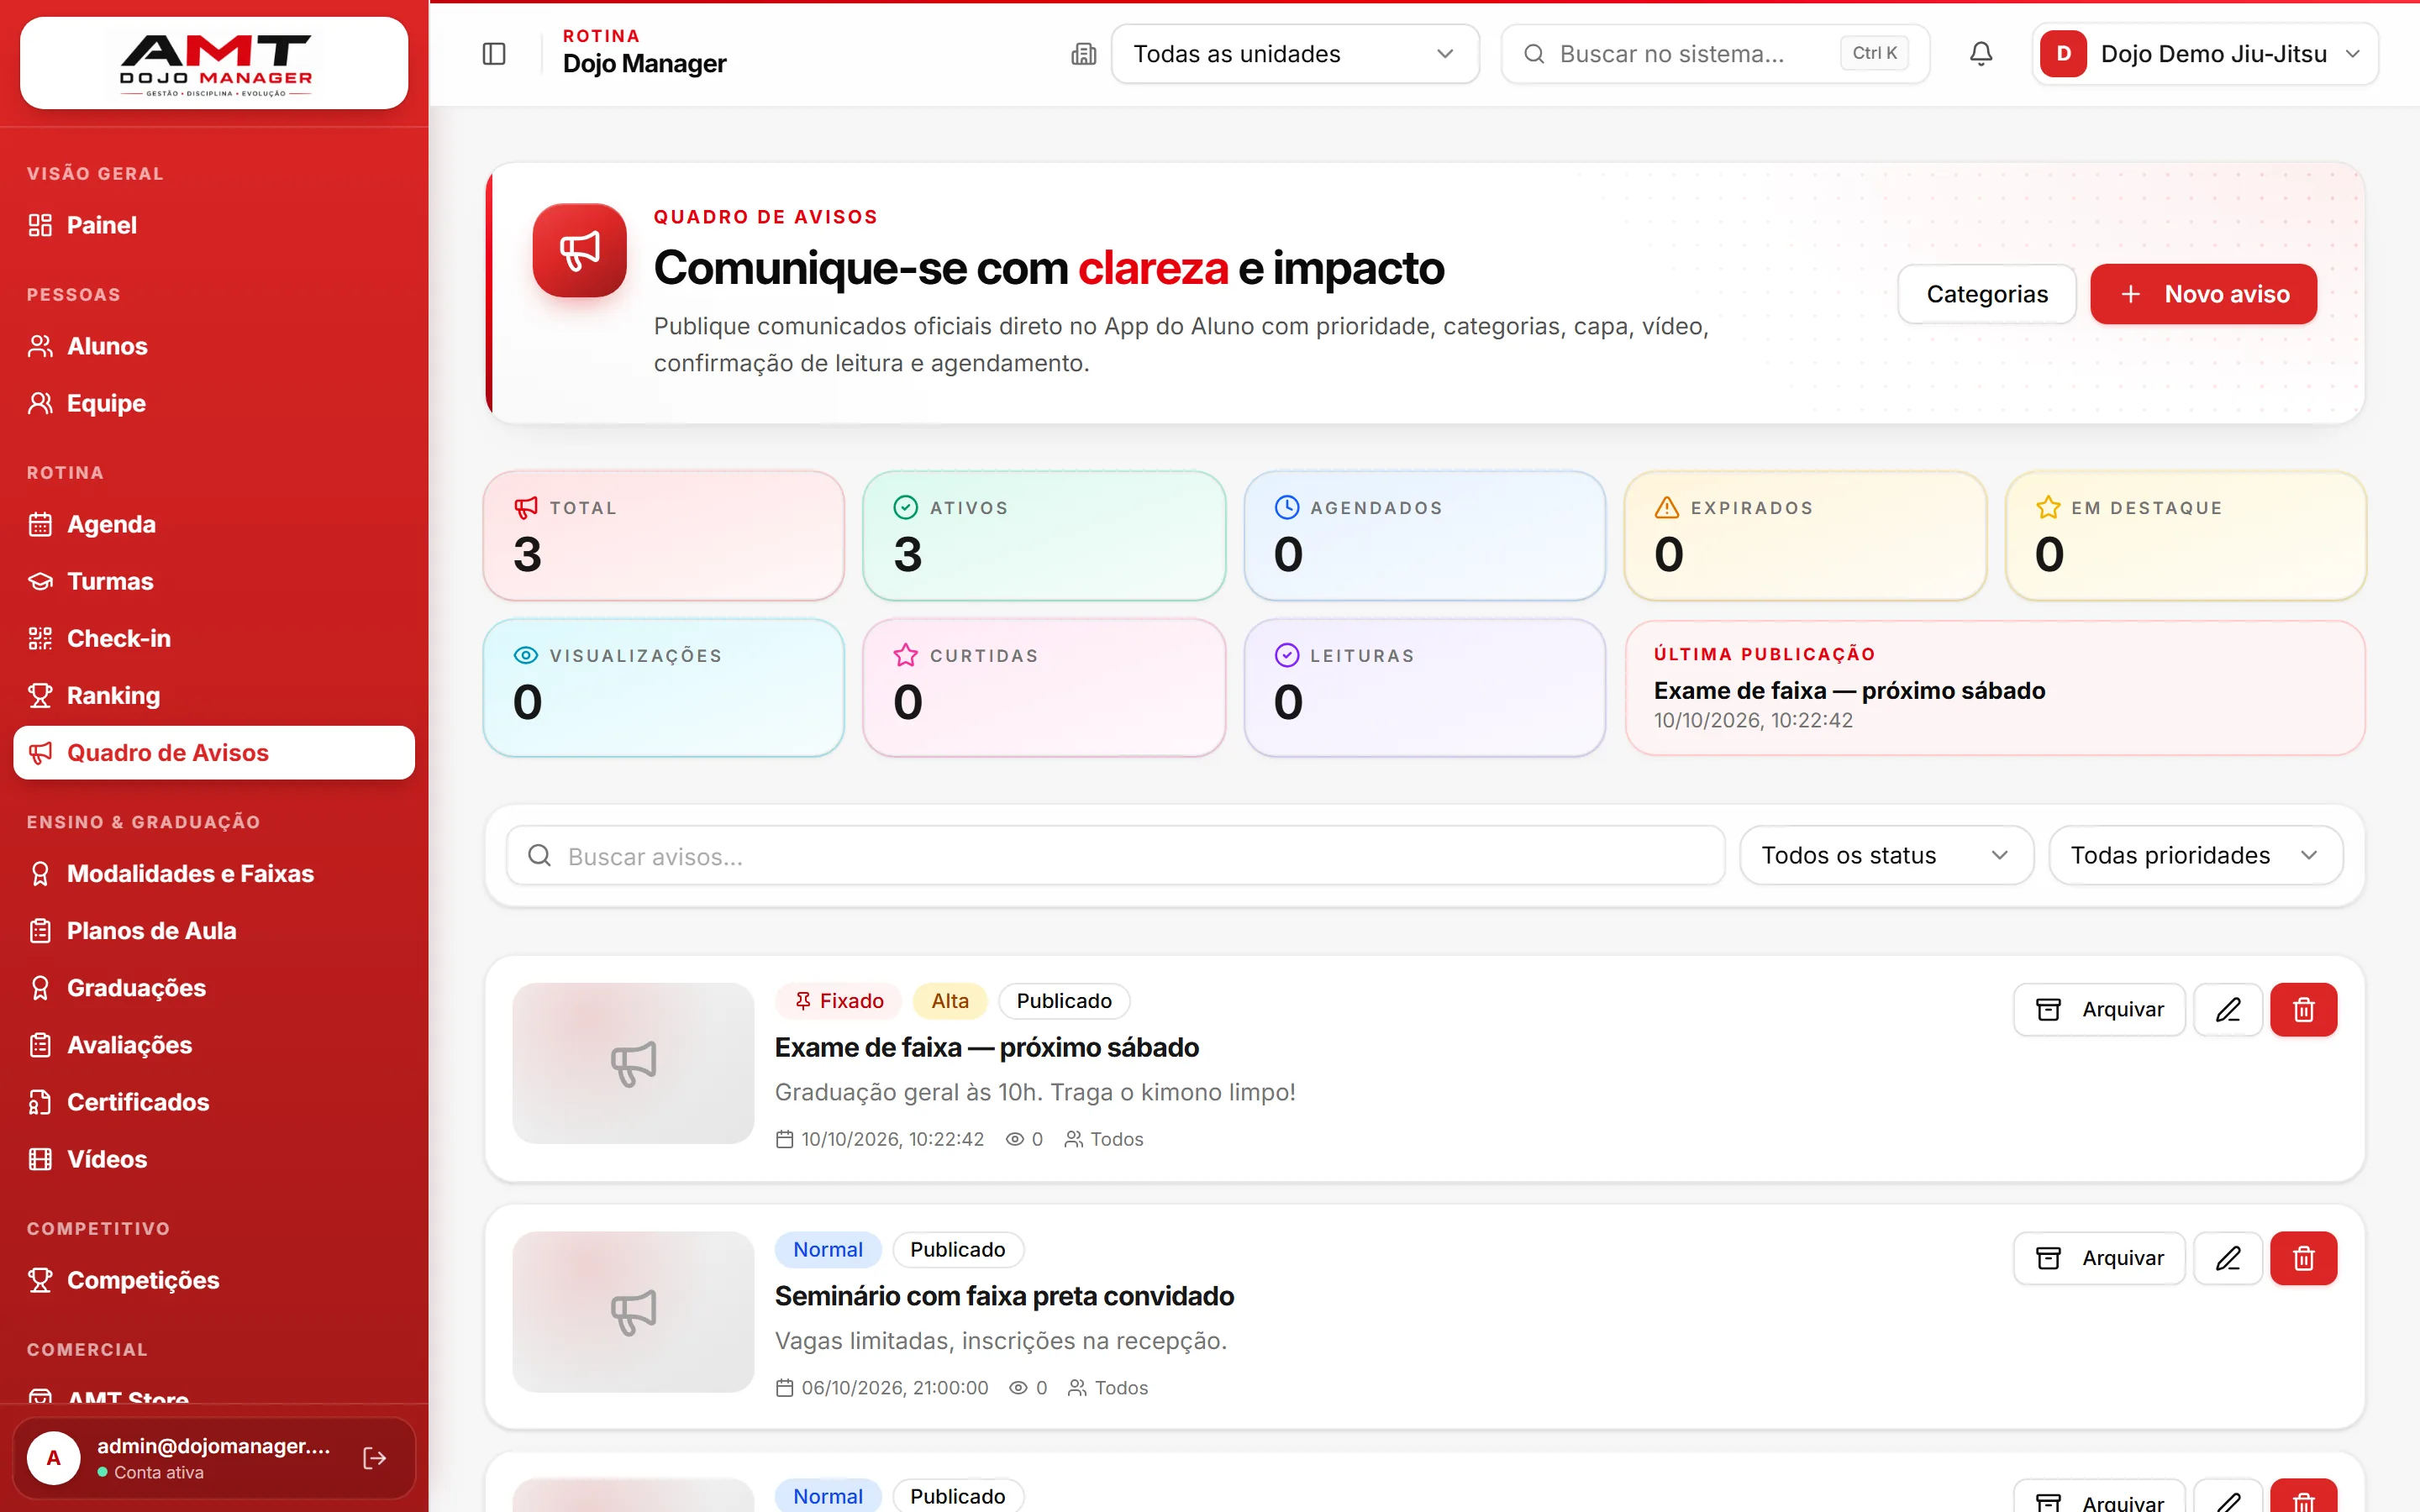 AMT
DOJO MANAGER
GESTÃO • DISCIPLINA • EVOLUÇÃO
VISÃO GERAL
Painel
PESSOAS
Alunos
Equipe
ROTINA
Agenda
Turmas
Check-in
Ranking
Quadro de Avisos
ENSINO & GRADUAÇÃO
Modalidades e Faixas
Planos de Aula
Graduações
Avaliações
Certificados
Vídeos
COMPETITIVO
Competições
COMERCIAL
AMT Store
A
admin@dojomanager....
Conta ativa
ROTINA
Dojo Manager
Todas as unidades
Buscar no sistema...
Ctrl K
D
Dojo Demo Jiu-Jitsu
QUADRO DE AVISOS
Comunique-se com clareza e impacto
Publique comunicados oficiais direto no App do Aluno com prioridade, categorias, capa, vídeo,
confirmação de leitura e agendamento.
Categorias
Novo aviso
TOTAL
3
ATIVOS
3
AGENDADOS
0
EXPIRADOS
0
EM DESTAQUE
0
VISUALIZAÇÕES
0
CURTIDAS
0
LEITURAS
0
ÚLTIMA PUBLICAÇÃO
Exame de faixa — próximo sábado
10/10/2026, 10:22:42
Buscar avisos...
Todos os status
Todas prioridades
Fixado
Alta
Publicado
Exame de faixa — próximo sábado
Graduação geral às 10h. Traga o kimono limpo!
10/10/2026, 10:22:42
0
Todos
Arquivar
Normal
Publicado
Seminário com faixa preta convidado
Vagas limitadas, inscrições na recepção.
06/10/2026, 21:00:00
0
Todos
Arquivar
Normal
Publicado
Arquivar